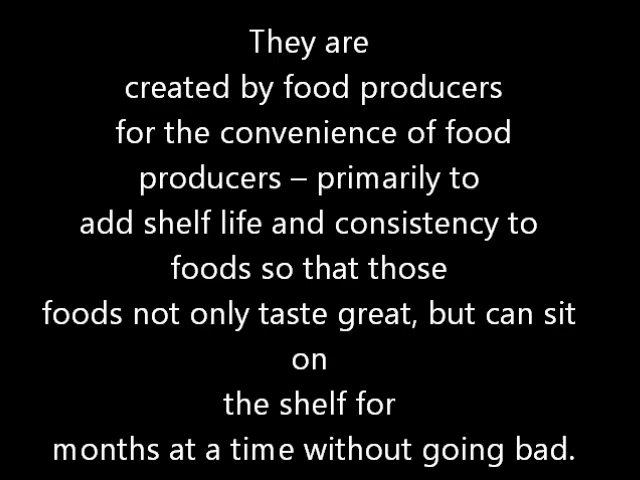 They are
created by food producers
for the convenience of food
producers – primarily to
add shelf life and consistency to
foods so that those
foods not only taste great, but can sit
on
the shelf for
months at a time without going bad.